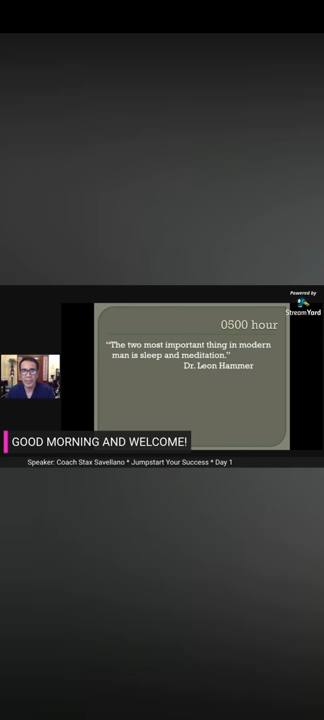 Powered by
StreamYard
0500 hour
“The two most important thing in modern
man is sleep and meditation.”
Dr. Leon Hammer
GOOD MORNING AND WELCOME!
Speaker: Coach Stax Savellano * Jumpstart Your Success * Day 1